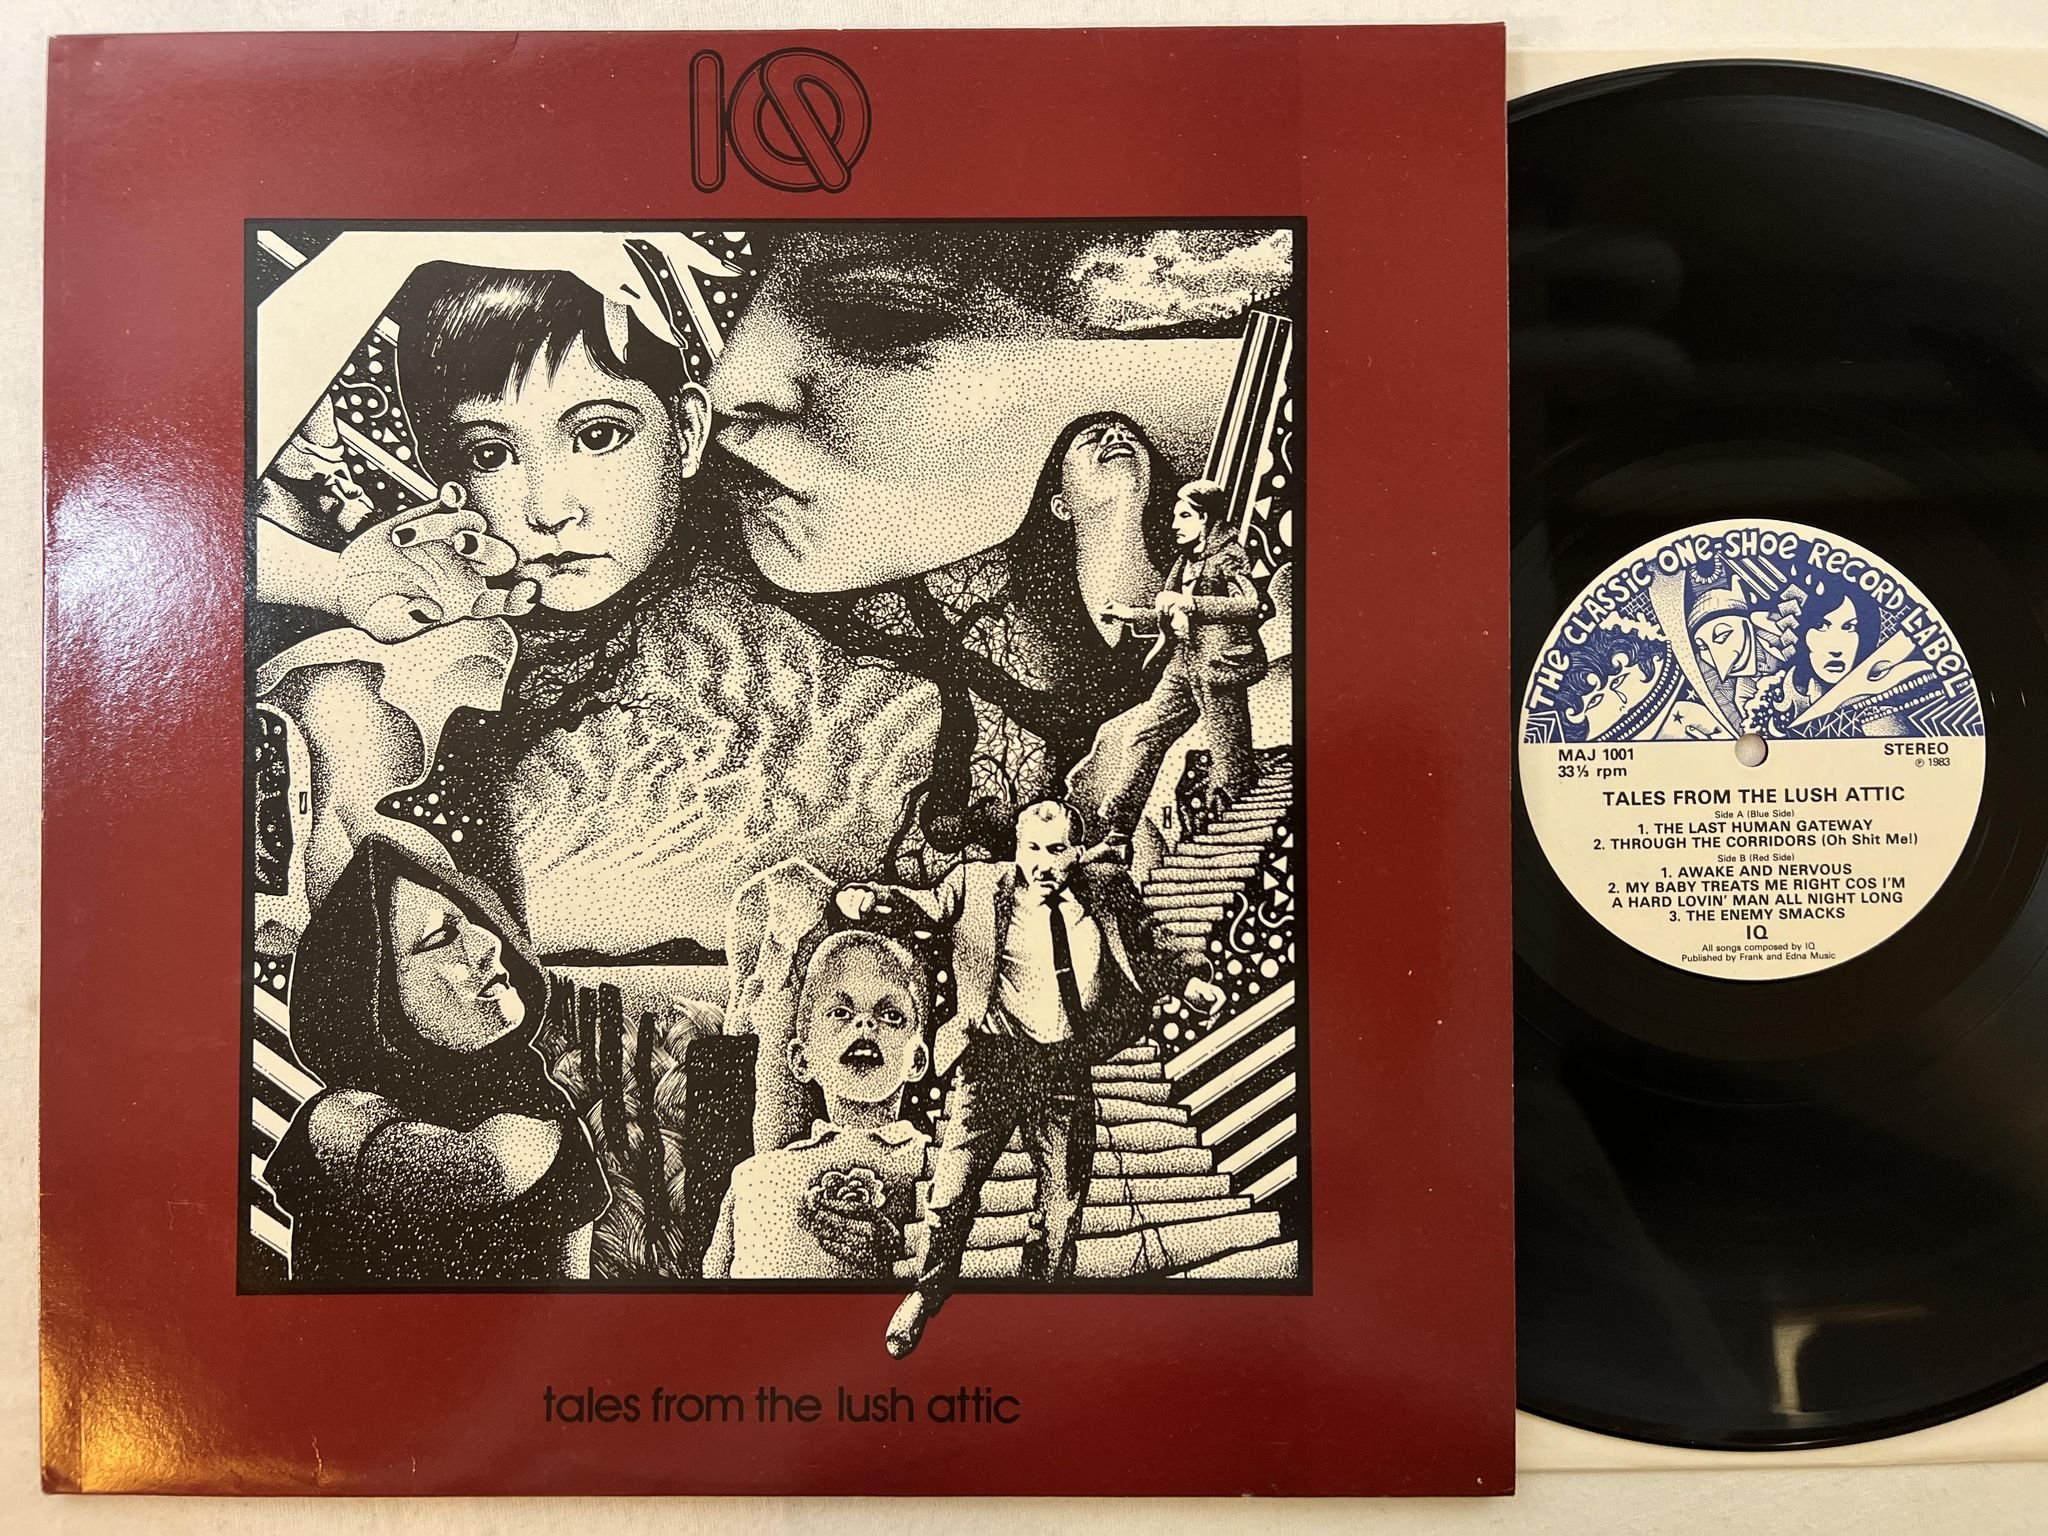 IQ
tales from the lush attic
THE CLASSIC ONE-SHOE RECORD LABEL
MAJ 1001
33⅓ rpm
STEREO
℗ 1983
TALES FROM THE LUSH ATTIC
Side A (Blue Side)
1. THE LAST HUMAN GATEWAY
2. THROUGH THE CORRIDORS (Oh Shit Me!)
Side B (Red Side)
1. AWAKE AND NERVOUS
2. MY BABY TREATS ME RIGHT COS I'M
A HARD LOVIN' MAN ALL NIGHT LONG
3. THE ENEMY SMACKS
IQ
All songs composed by IQ
Published by Frank and Edna Music